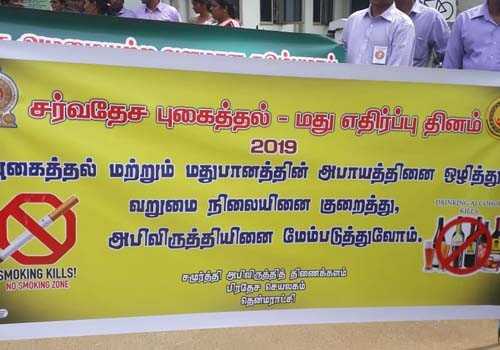 சர்வதேச புகைத்தல் - மது எதிர்ப்பு தினம்
2019
புகைத்தல் மற்றும் மதுபானத்தின் அபாயத்தினை ஒழித்து
வறுமை நிலையினை குறைத்து,
அபிவிருத்தியினை மேம்படுத்துவோம்.
DRINKING ALCOHOL
KILLS
SMOKING KILLS!
NO SMOKING ZONE
சமுர்த்தி அபிவிருத்தித் திணைக்களம்
பிரதேச செயலகம்
தென்மராட்சி